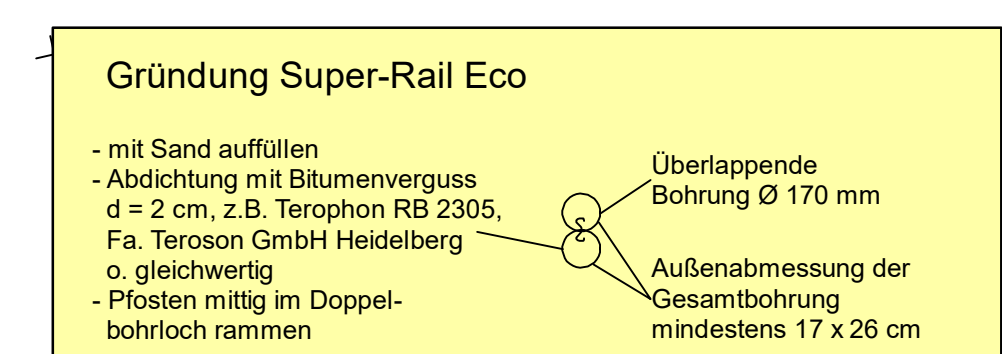 Gründung Super-Rail Eco
- mit Sand auffüllen
- Abdichtung mit Bitumenverguss
d = 2 cm, z.B. Terophon RB 2305,
Fa. Teroson GmbH Heidelberg
o. gleichwertig
- Pfosten mittig im Doppel-
bohrloch rammen
Überlappende
Bohrung Ø 170 mm
Außenabmessung der
Gesamtbohrung
mindestens 17 x 26 cm